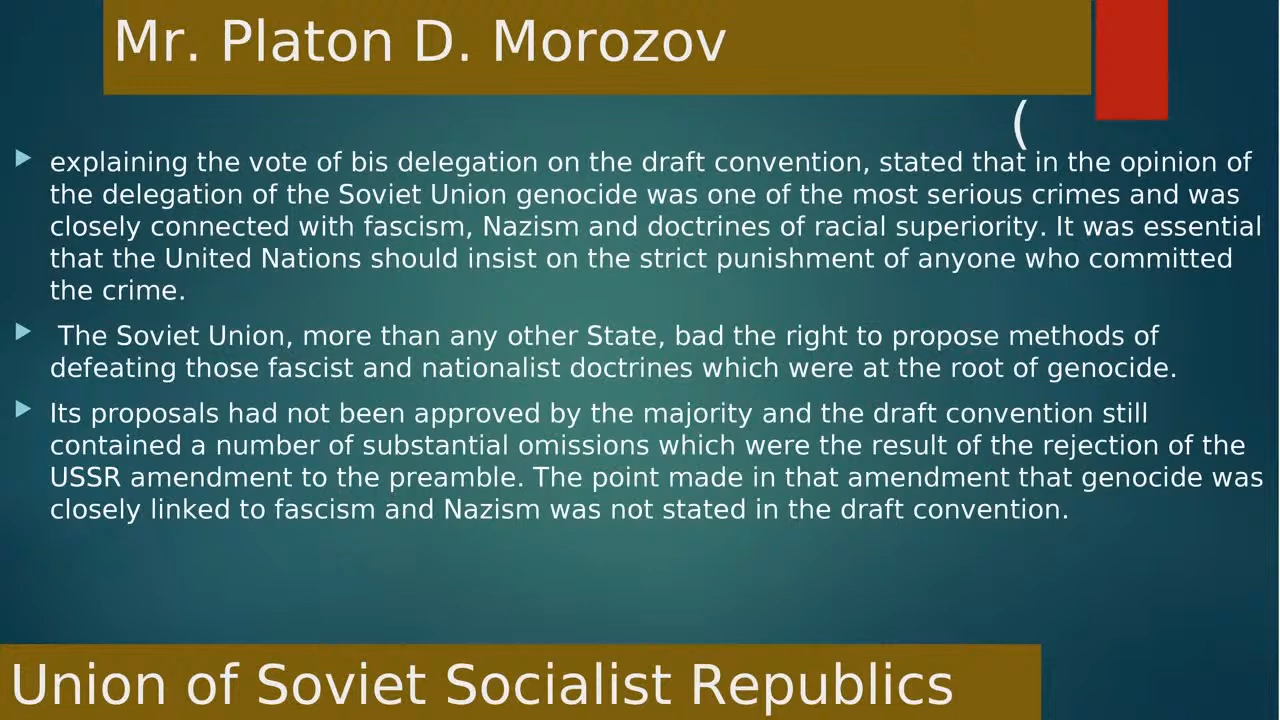 Mr. Platon D. Morozov
(
explaining the vote of bis delegation on the draft convention, stated that in the opinion of
the delegation of the Soviet Union genocide was one of the most serious crimes and was
closely connected with fascism, Nazism and doctrines of racial superiority. It was essential
that the United Nations should insist on the strict punishment of anyone who committed
the crime.
The Soviet Union, more than any other State, bad the right to propose methods of
defeating those fascist and nationalist doctrines which were at the root of genocide.
Its proposals had not been approved by the majority and the draft convention still
contained a number of substantial omissions which were the result of the rejection of the
USSR amendment to the preamble. The point made in that amendment that genocide was
closely linked to fascism and Nazism was not stated in the draft convention.
Union of Soviet Socialist Republics